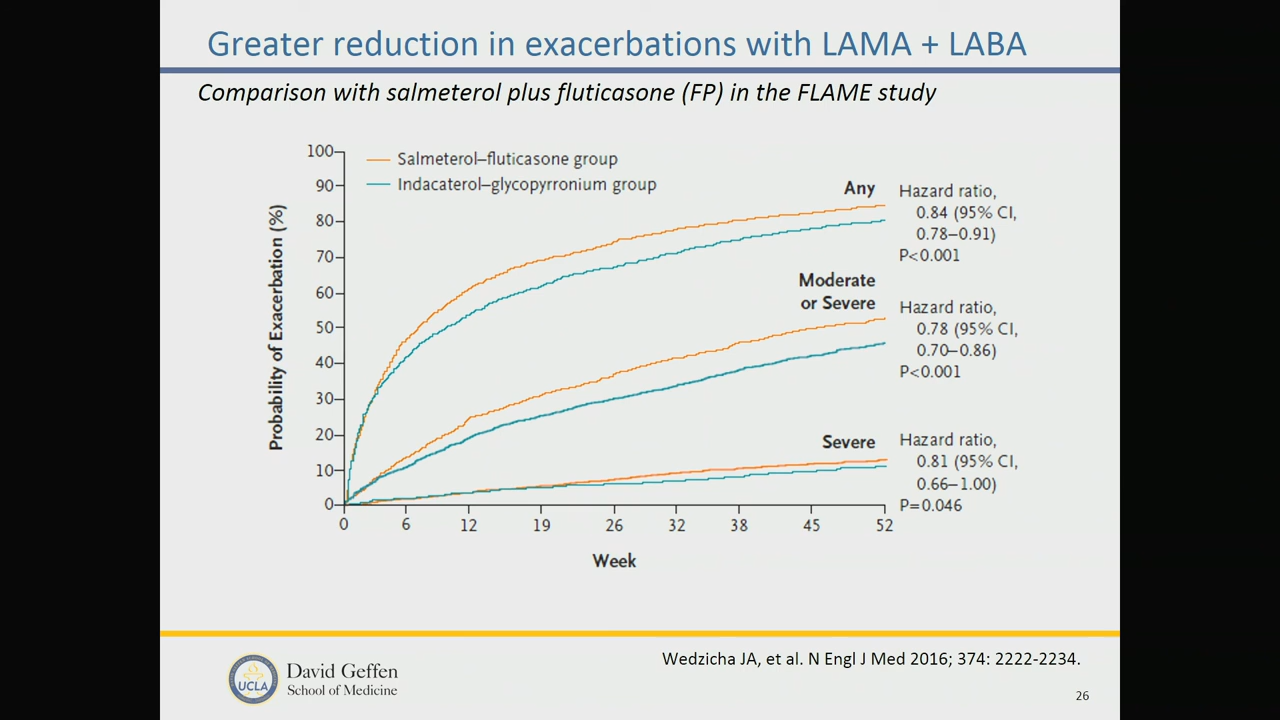 Greater reduction in exacerbations with LAMA + LABA
Comparison with salmeterol plus fluticasone (FP) in the FLAME study
Salmeterol–fluticasone group
Indacaterol–glycopyrronium group
Probability of Exacerbation (%)
100
90
80
70
60
50
40
30
20
10
0
Any
Hazard ratio,
0.84 (95% CI,
0.78–0.91)
P<0.001
Moderate
or Severe
Hazard ratio,
0.78 (95% CI,
0.70–0.86)
P<0.001
Severe
Hazard ratio,
0.81 (95% CI,
0.66–1.00)
P=0.046
0 6 12 19 26 32 38 45 52
Week
UCLA
David Geffen
School of Medicine
Wedzicha JA, et al. N Engl J Med 2016; 374: 2222-2234.
26